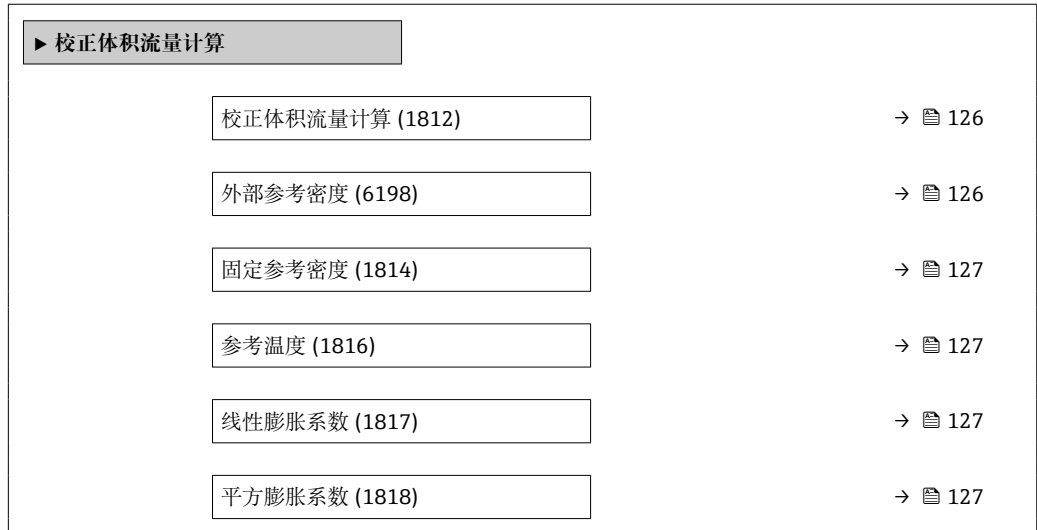 ▶ 校正体积流量计算
校正体积流量计算 (1812) → 126
外部参考密度 (6198) → 126
固定参考密度 (1814) → 127
参考温度 (1816) → 127
线性膨胀系数 (1817) → 127
平方膨胀系数 (1818) → 127